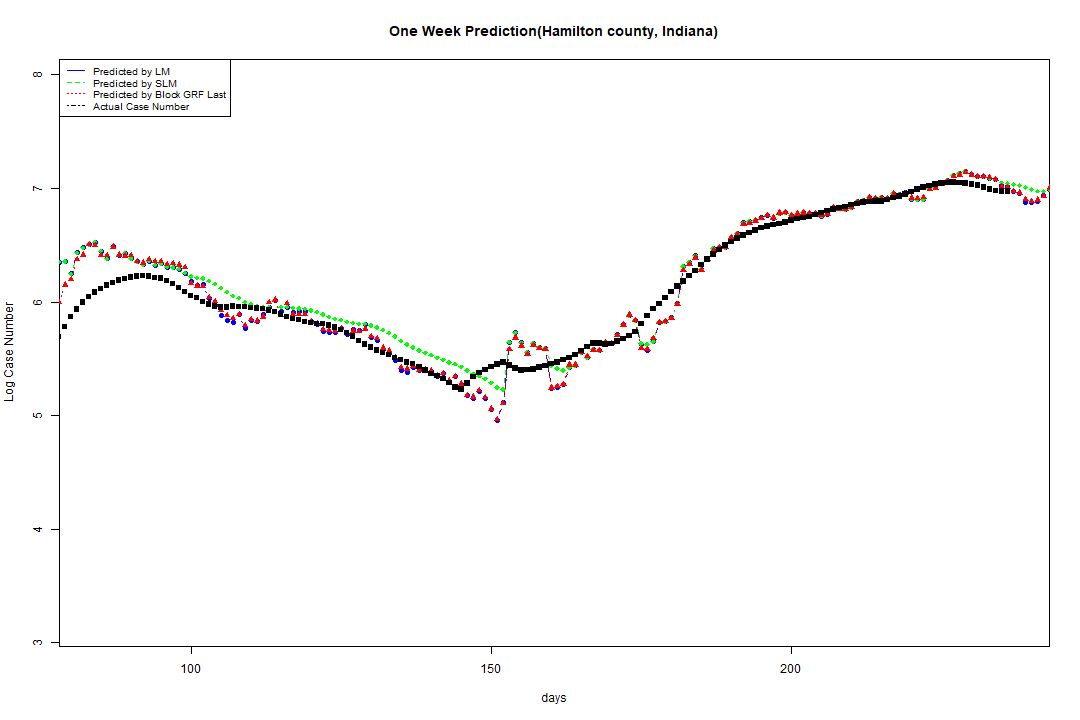 One Week Prediction(Hamilton county, Indiana)
Predicted by LM
Predicted by SLM
Predicted by Block GRF Last
Actual Case Number
8
7
6
5
4
3
Log Case Number
100 150 200
days